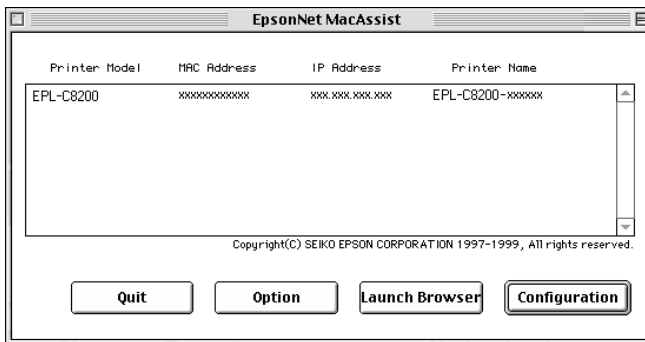 EpsonNet MacAssist
Printer Model MAC Address IP Address Printer Name
EPL-C8200 xxxxxxxxxxxx xxx.xxx.xxx.xxx EPL-C8200-xxxxxx
Copyright(C) SEIKO EPSON CORPORATION 1997-1999, All rights reserved.
Quit Option Launch Browser Configuration